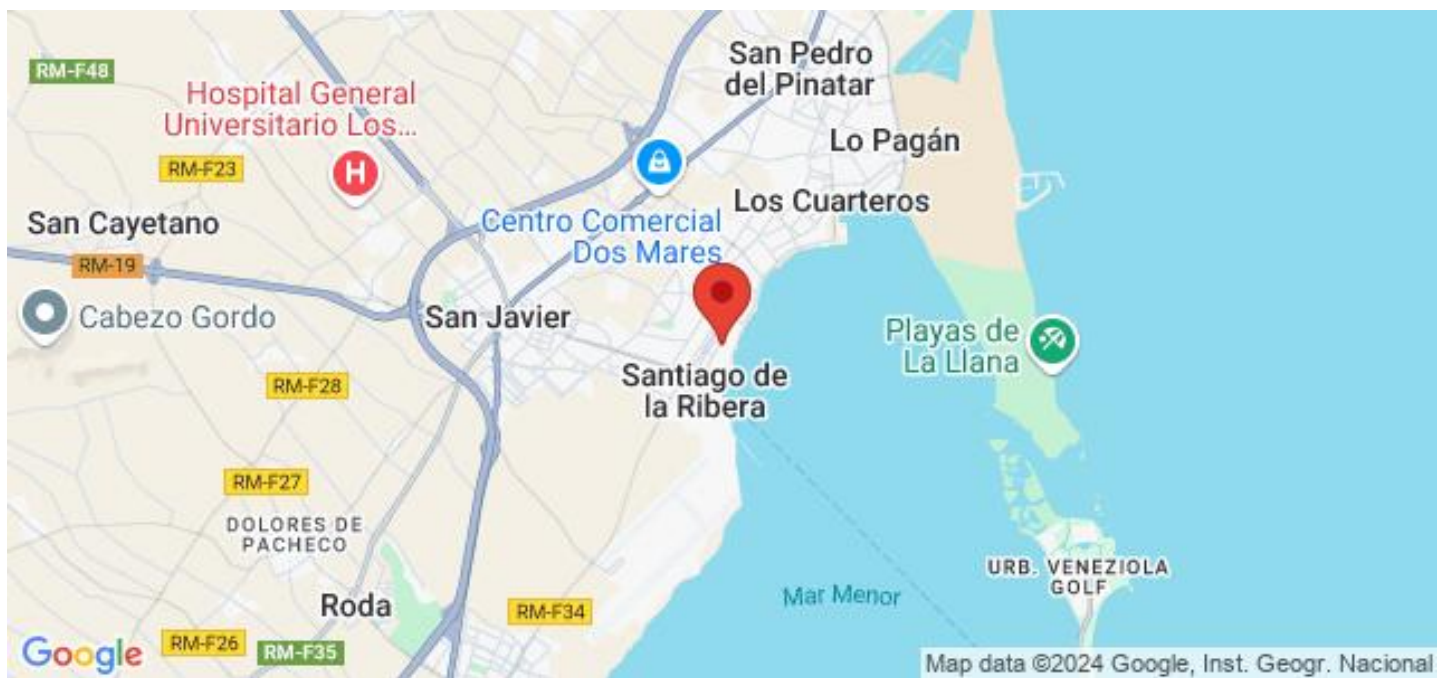 San Pedro
del Pinatar
RM-F48
Hospital General
Universitario Los...
Lo Pagán
RM-F23
H
Los Cuarteros
San Cayetano
Centro Comercial
Dos Mares
RM-19
Cabezo Gordo
San Javier
Playas de
La Llana
RM-F28
Santiago de
la Ribera
RM-F27
DOLORES DE
PACHECO
URB. VENEZIOLA
GOLF
Mar Menor
Roda
RM-F34
RM-F26
RM-F35
Google
Map data ©2024 Google, Inst. Geogr. Nacional